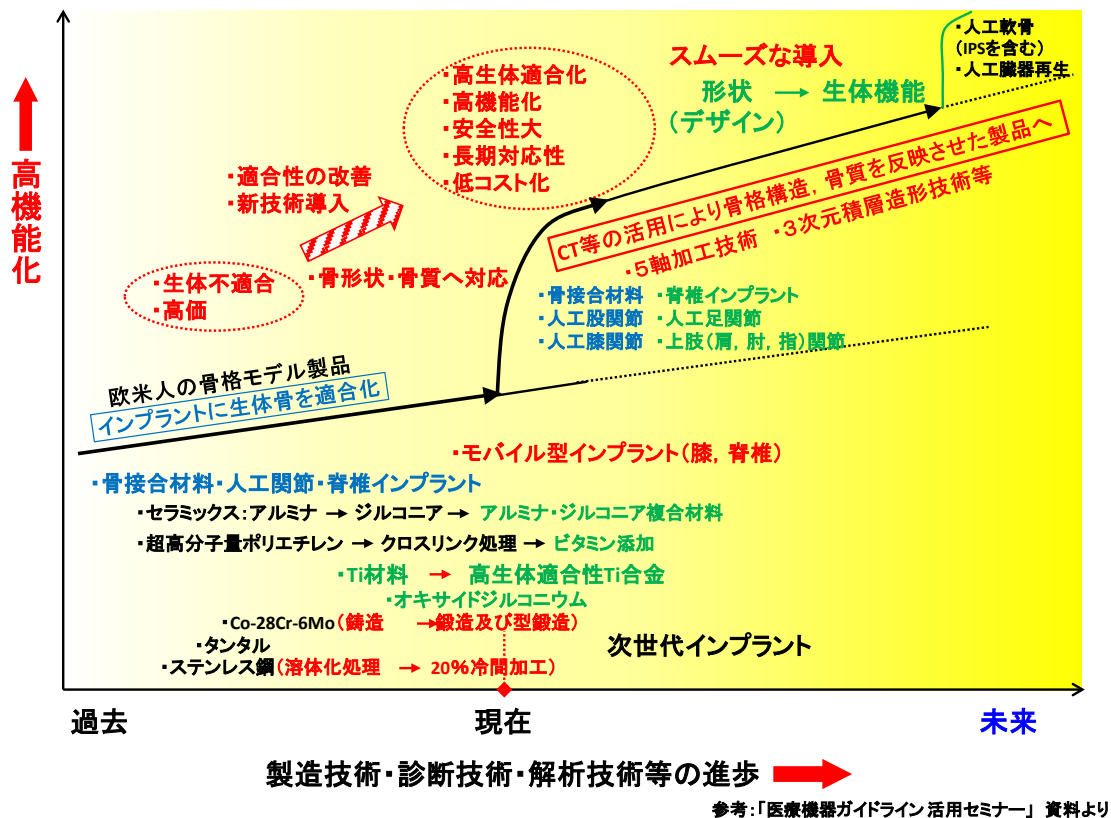 高機能化
・人工軟骨
(IPSを含む)
・人工臓器再生
スムーズな導入
形状 → 生体機能
(デザイン)
・高生体適合化
・高機能化
・安全性大
・長期対応性
・低コスト化
・適合性の改善
・新技術導入
CT等の活用により骨格構造，骨質を反映させた製品へ
・５軸加工技術 ・３次元積層造形技術等
・生体不適合
・高価
・骨形状・骨質へ対応
・骨接合材料 ・脊椎インプラント
・人工股関節 ・人工足関節
・人工膝関節 ・上肢(肩，肘，指)関節
欧米人の骨格モデル製品
インプラントに生体骨を適合化
・モバイル型インプラント(膝，脊椎)
・骨接合材料・人工関節・脊椎インプラント
・セラミックス：アルミナ → ジルコニア → アルミナ・ジルコニア複合材料
・超高分子量ポリエチレン → クロスリンク処理 → ビタミン添加
・Ti材料 → 高生体適合性Ti合金
・オキサイドジルコニウム
・Co-28Cr-6Mo(鋳造 →鍛造及び型鍛造)
・タンタル
・ステンレス鋼(溶体化処理 → 20%冷間加工)
次世代インプラント
過去 現在 未来
製造技術・診断技術・解析技術等の進歩
参考：「医療機器ガイドライン 活用セミナー」 資料より